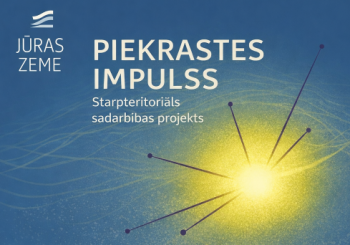 JŪRAS
ZEME
PIEKRASTES
IMPULSS
Starpteritoriāls
sadarbības projekts